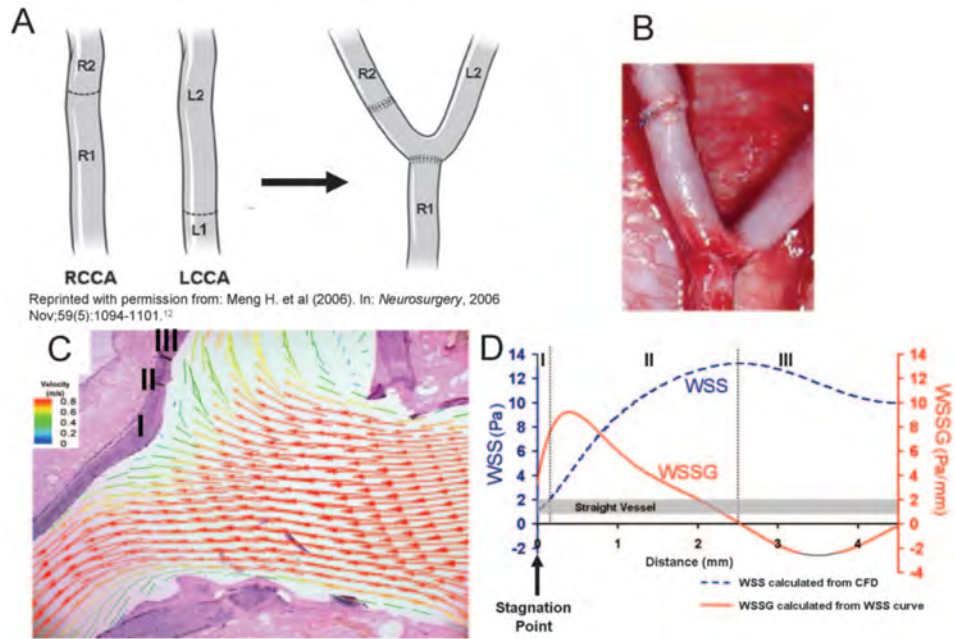 A
R2
R1
RCCA
L2
L1
LCCA
R2
L2
R1
Reprinted with permission from: Meng H. et al (2006). In: Neurosurgery, 2006
Nov;59(5):1094-1101.¹²
B
C
Velocity
(m/s)
0.8
0.6
0.4
0.2
0
III
II
I
D
I
II
III
14
12
10
8
6
4
2
0
-2
WSS (Pa)
WSS
WSSG
Straight Vessel
0
1
2
3
4
Distance (mm)
14
12
10
8
6
4
2
0
-2
-4
WSSG (Pa/mm)
Stagnation
Point
WSS calculated from CFD
WSSG calculated from WSS curve